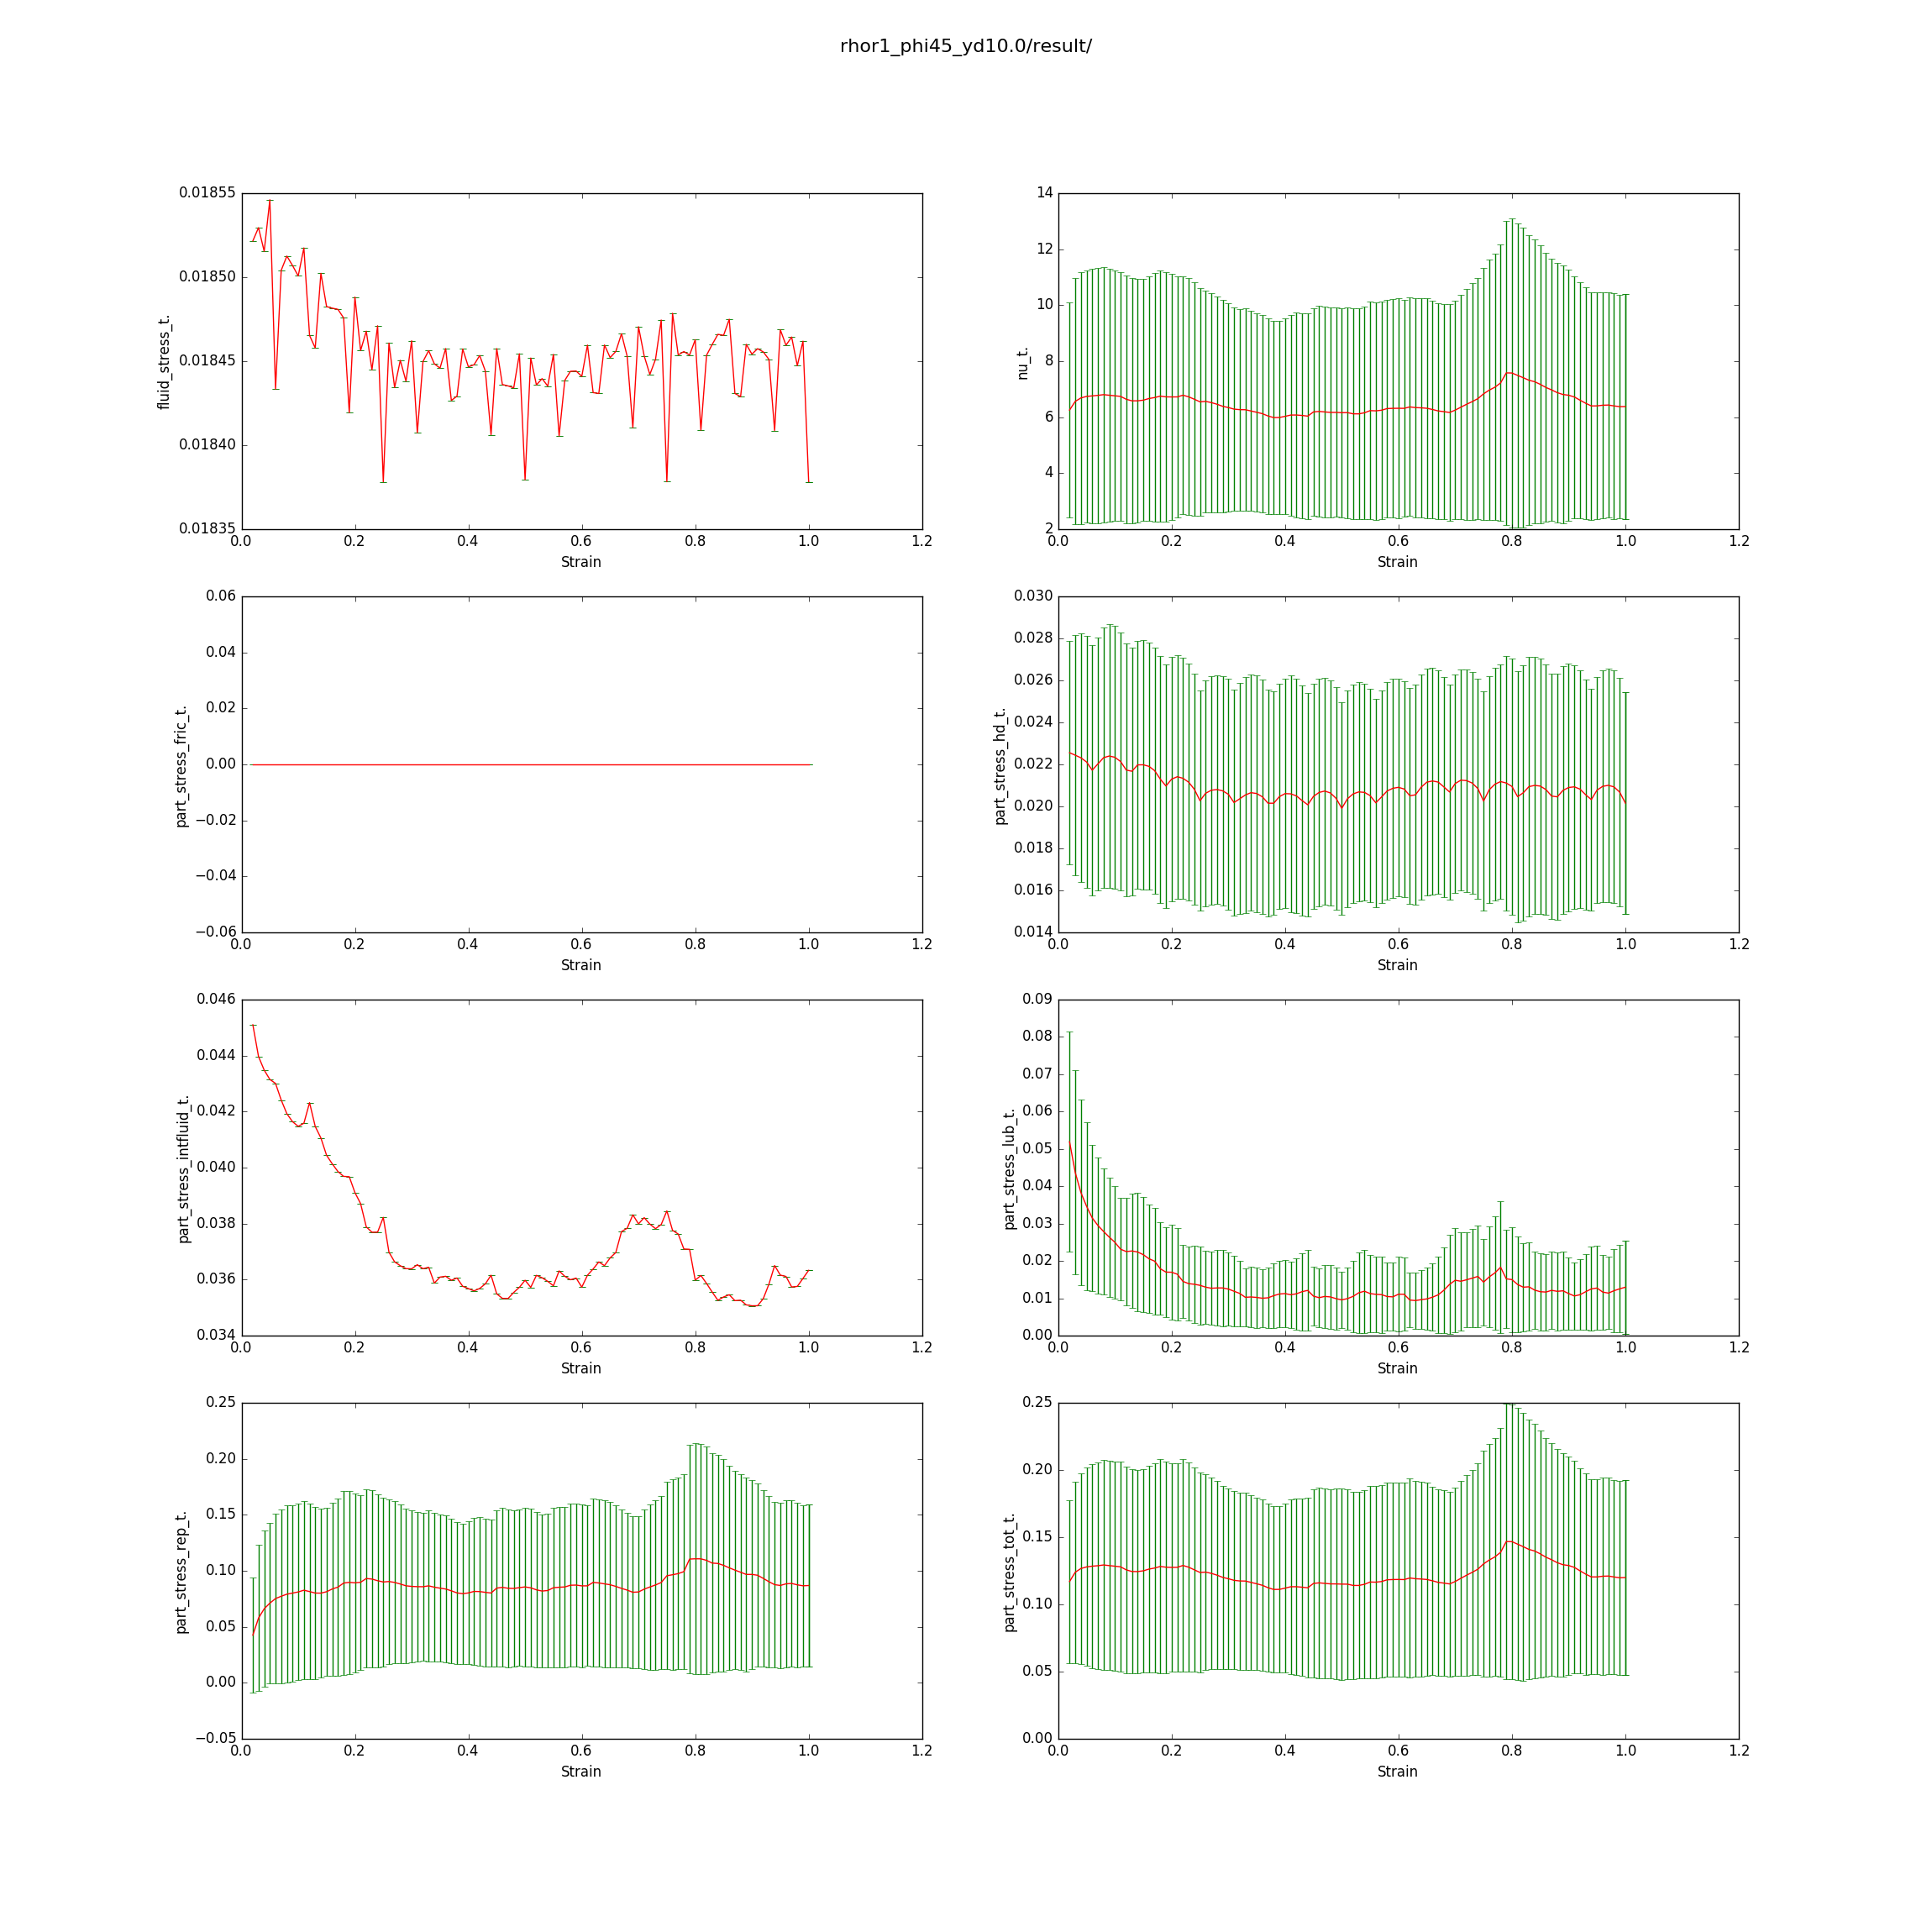 rhor1_phi45_yd10.0/result/
0.01855
0.01850
0.01845
0.01840
0.01835
fluid_stress_t.
0.0 0.2 0.4 0.6 0.8 1.0 1.2
Strain
14
12
10
8
6
4
2
nu_t.
0.0 0.2 0.4 0.6 0.8 1.0 1.2
Strain
0.06
0.04
0.02
0.00
−0.02
−0.04
−0.06
part_stress_fric_t.
0.0 0.2 0.4 0.6 0.8 1.0 1.2
Strain
0.030
0.028
0.026
0.024
0.022
0.020
0.018
0.016
0.014
part_stress_hd_t.
0.0 0.2 0.4 0.6 0.8 1.0 1.2
Strain
0.046
0.044
0.042
0.040
0.038
0.036
0.034
part_stress_intfluid_t.
0.0 0.2 0.4 0.6 0.8 1.0 1.2
Strain
0.09
0.08
0.07
0.06
0.05
0.04
0.03
0.02
0.01
0.00
part_stress_lub_t.
0.0 0.2 0.4 0.6 0.8 1.0 1.2
Strain
0.25
0.20
0.15
0.10
0.05
0.00
−0.05
part_stress_rep_t.
0.0 0.2 0.4 0.6 0.8 1.0 1.2
Strain
0.25
0.20
0.15
0.10
0.05
0.00
part_stress_tot_t.
0.0 0.2 0.4 0.6 0.8 1.0 1.2
Strain